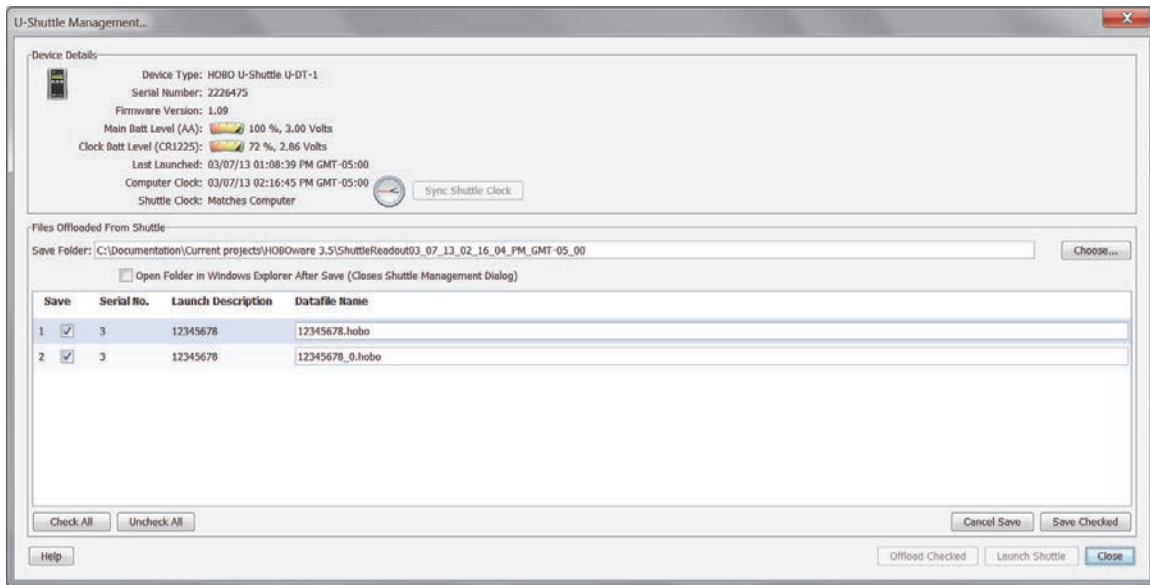 U-Shuttle Management...
Device Details
Device Type: HOBO U-Shuttle U-DT-1
Serial Number: 2226475
Firmware Version: 1.09
Main Batt Level (AA): 100 %, 3.00 Volts
Clock Batt Level (CR1225): 72 %, 2.86 Volts
Last Launched: 03/07/13 01:08:39 PM GMT-05:00
Computer Clock: 03/07/13 02:16:45 PM GMT-05:00
Sync Shuttle Clock
Shuttle Clock: Matches Computer
Files Offloaded From Shuttle
Save Folder: C:\Documentation\Current projects\HOBOware 3.5\ShuttleReadout03_07_13_02_16_04_PM_GMT-05_00 Choose...
Open Folder in Windows Explorer After Save (Closes Shuttle Management Dialog)
Save Serial No. Launch Description Datafile Name
1 3 12345678 12345678.hobo
2 3 12345678 12345678_0.hobo
Check All Uncheck All Cancel Save Save Checked
Help Offload Checked Launch Shuttle Close